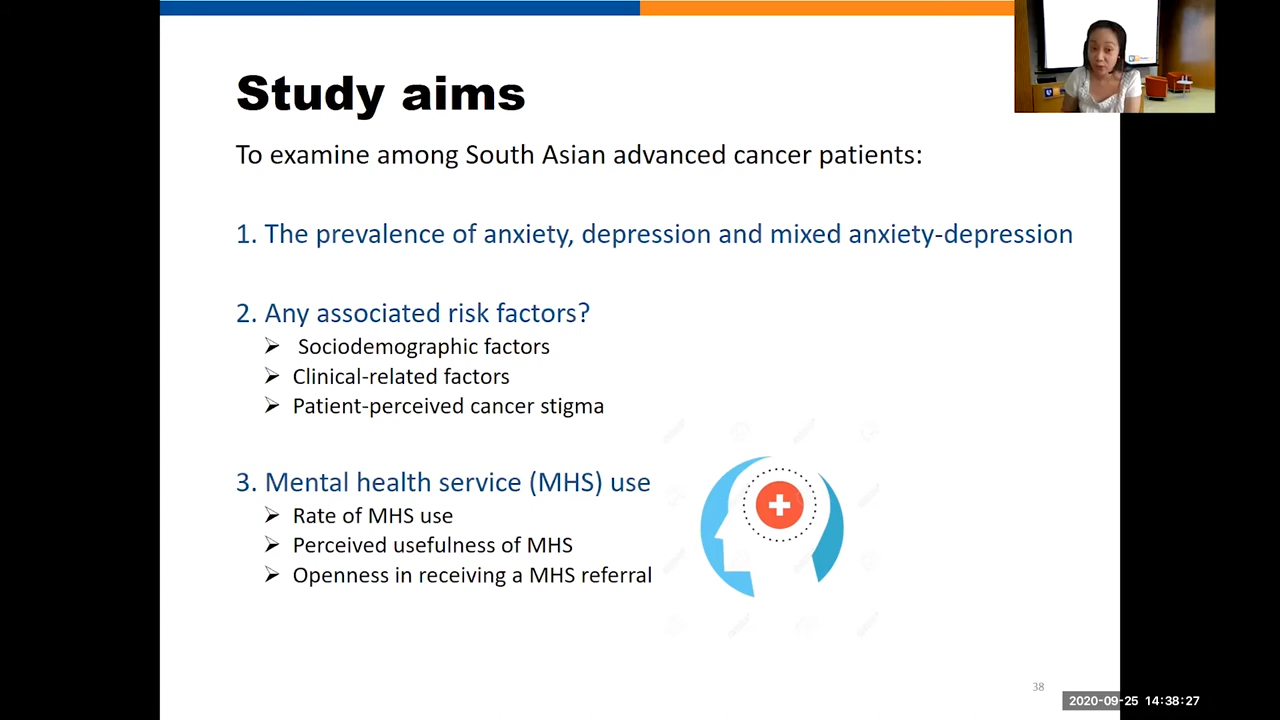 Study aims
To examine among South Asian advanced cancer patients:
1. The prevalence of anxiety, depression and mixed anxiety-depression
2. Any associated risk factors?
➢ Sociodemographic factors
➢ Clinical-related factors
➢ Patient-perceived cancer stigma
3. Mental health service (MHS) use
➢ Rate of MHS use
➢ Perceived usefulness of MHS
➢ Openness in receiving a MHS referral
38
2020-09-25 14:38:27